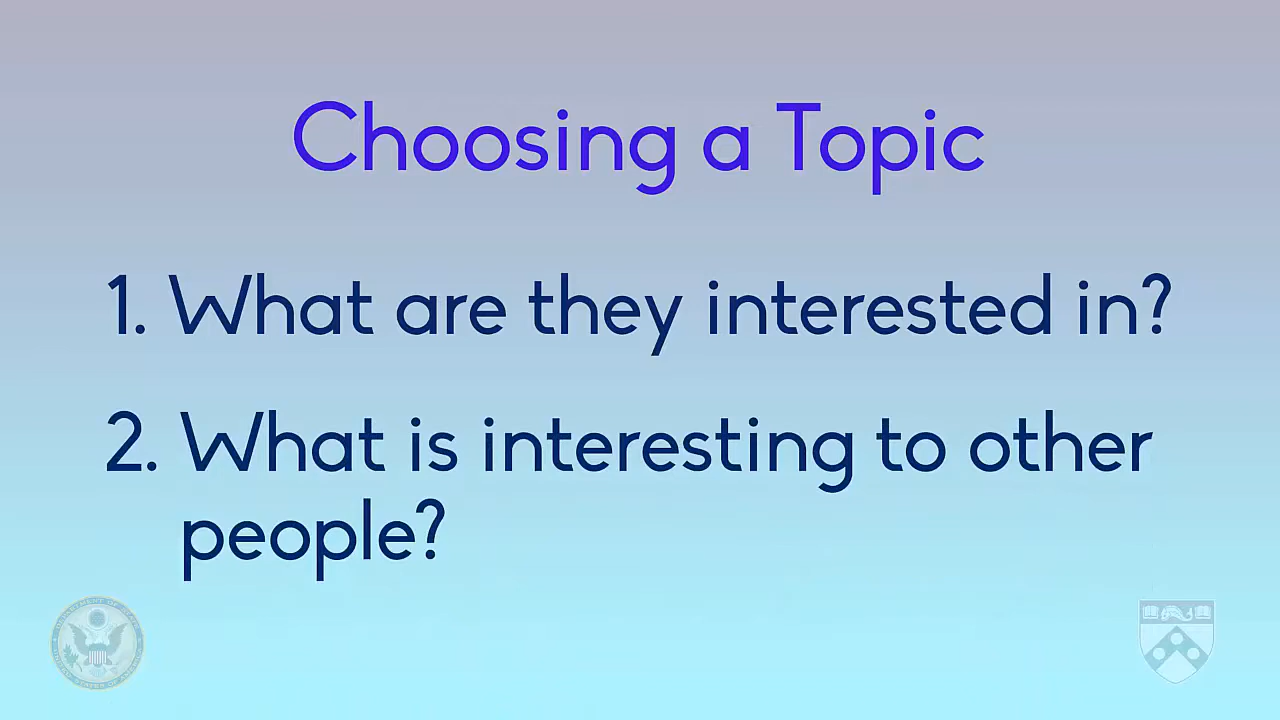 Choosing a Topic
1. What are they interested in?
2. What is interesting to other
people?